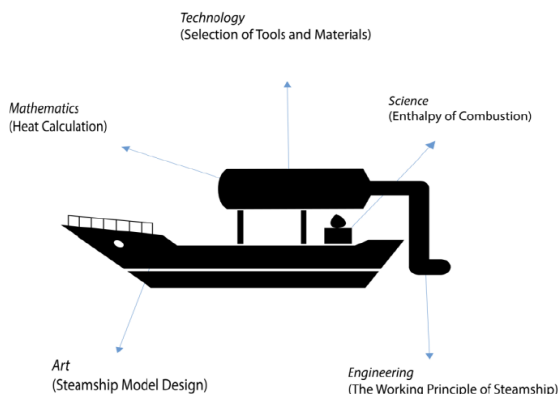 Technology
(Selection of Tools and Materials)
Mathematics
(Heat Calculation)
Science
(Enthalpy of Combustion)
Art
(Steamship Model Design)
Engineering
(The Working Principle of Steamship)